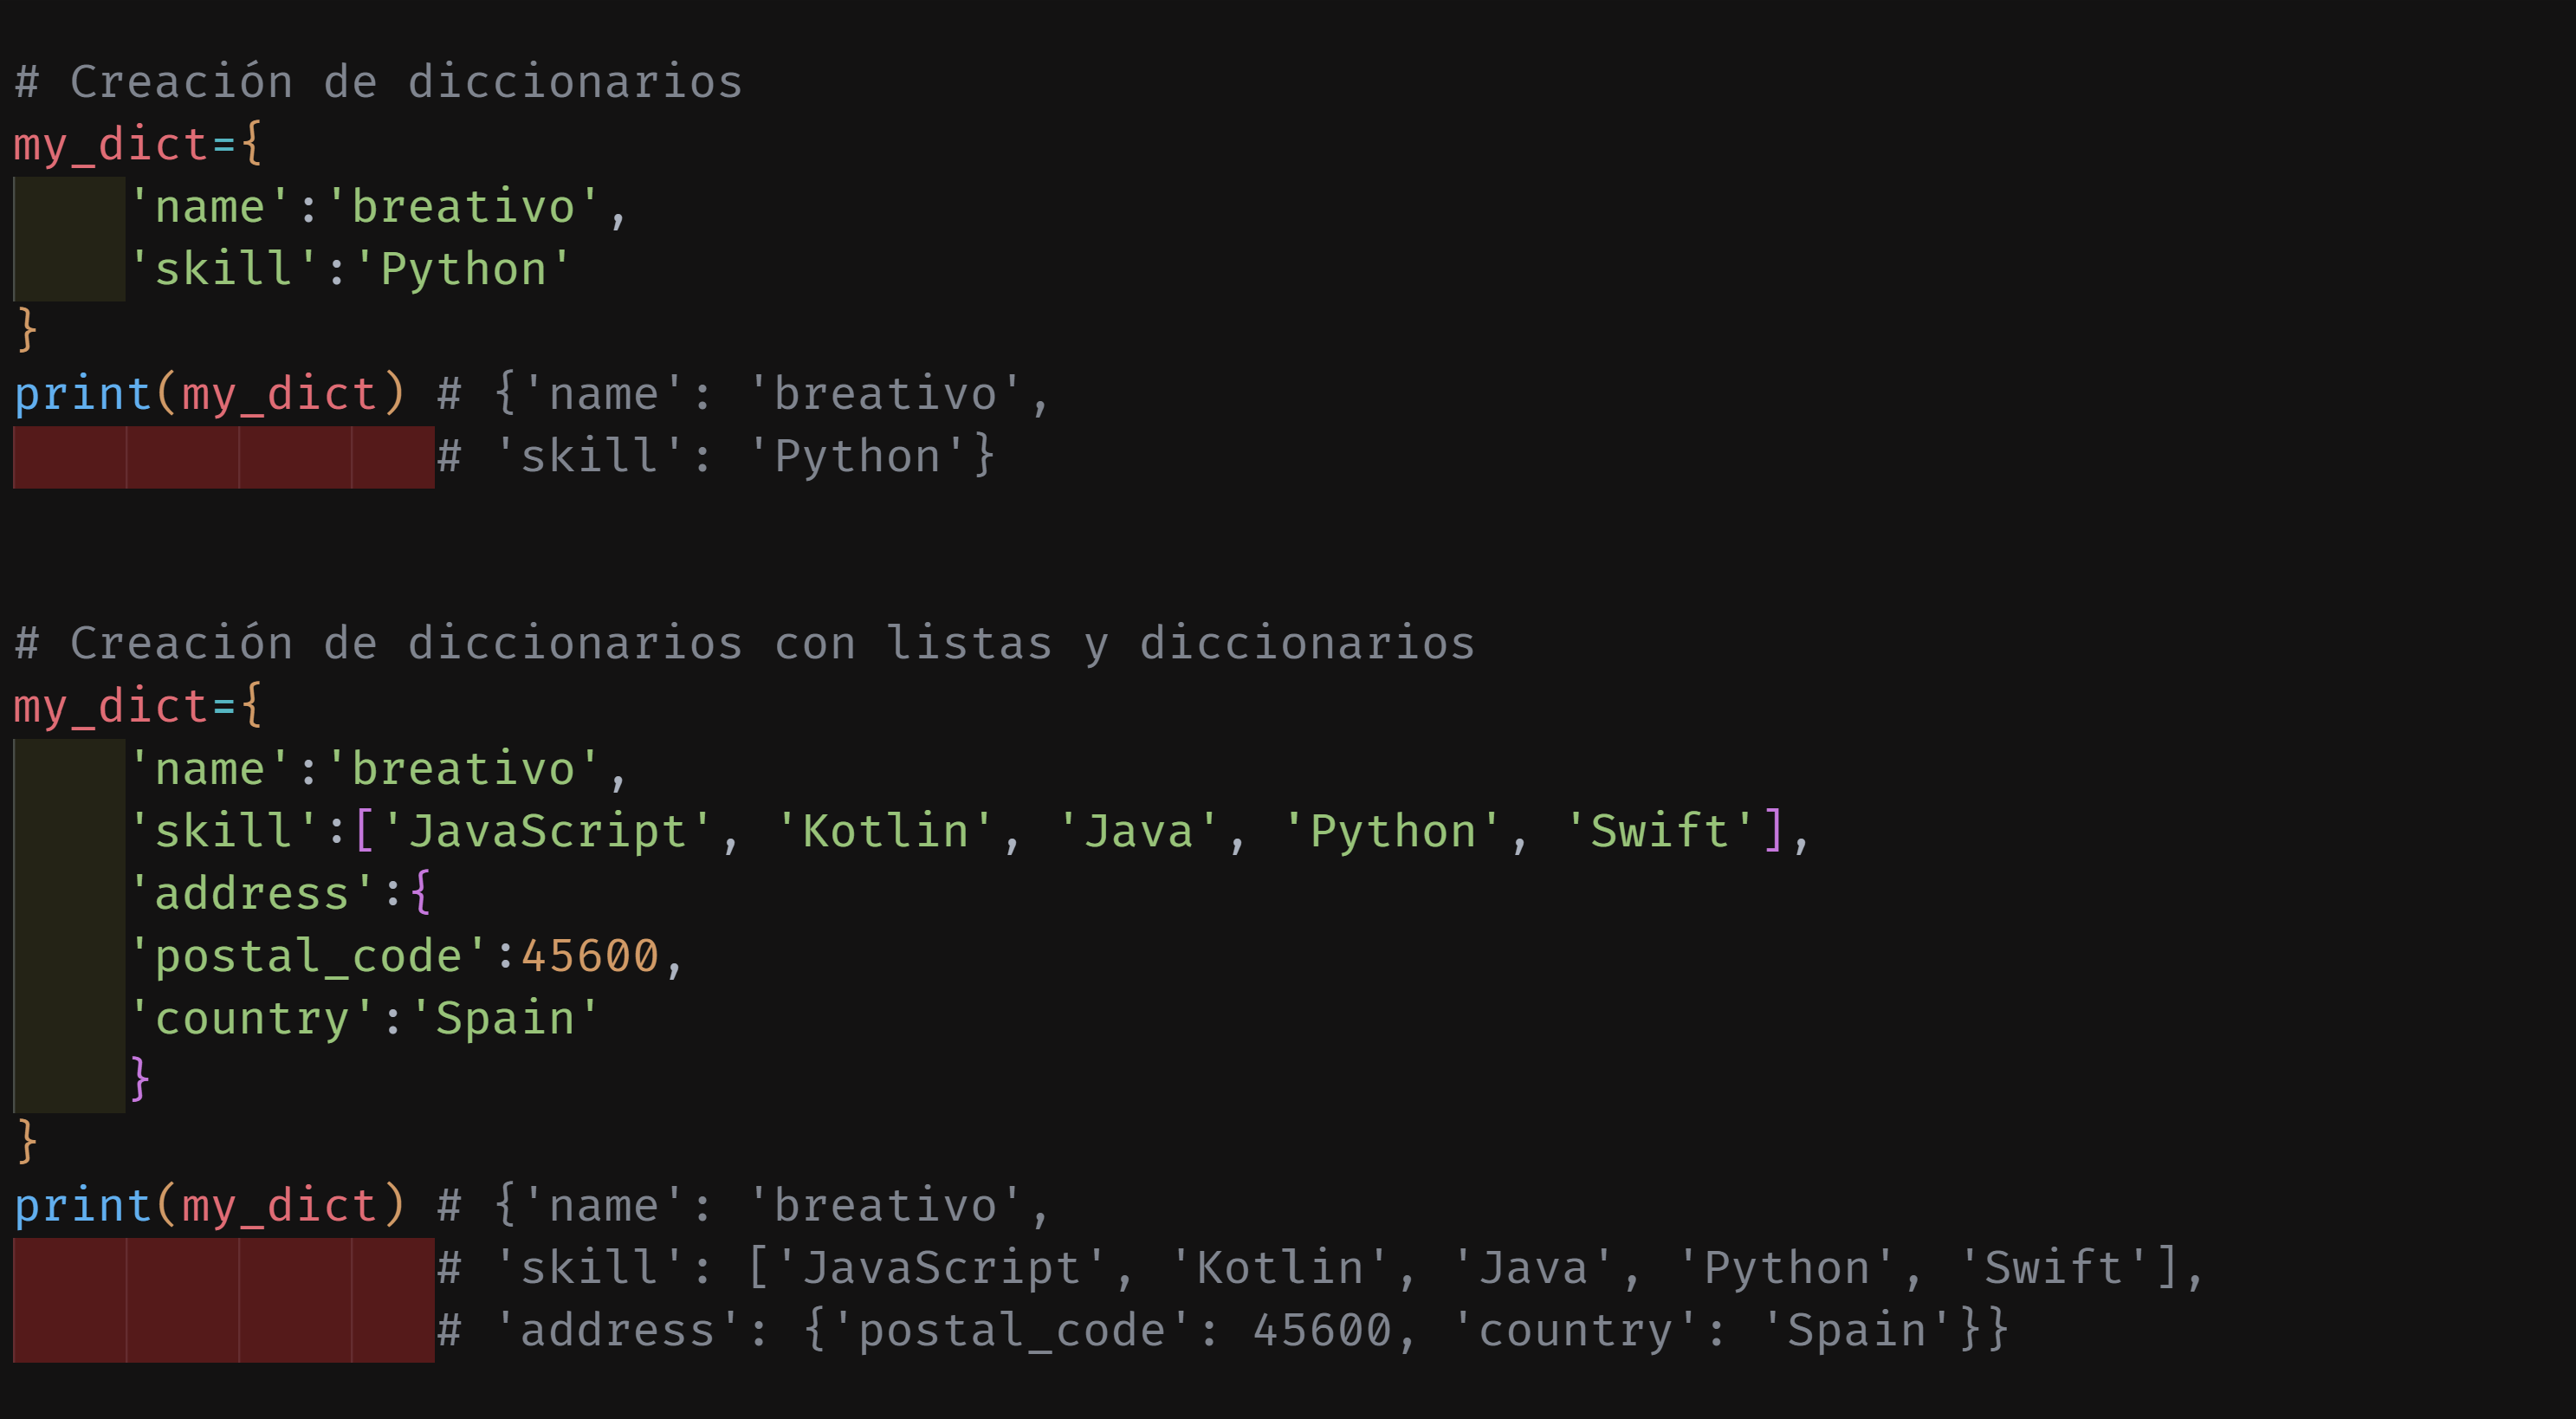 # Creación de diccionarios
my_dict={
    'name':'breativo',
    'skill':'Python'
}
print(my_dict) # {'name': 'breativo',
               # 'skill': 'Python'}
# Creación de diccionarios con listas y diccionarios
my_dict={
    'name':'breativo',
    'skill':['JavaScript', 'Kotlin', 'Java', 'Python', 'Swift'],
    'address':{
    'postal_code':45600,
    'country':'Spain'
    }
}
print(my_dict) # {'name': 'breativo',
               # 'skill': ['JavaScript', 'Kotlin', 'Java', 'Python', 'Swift'],
               # 'address': {'postal_code': 45600, 'country': 'Spain'}}